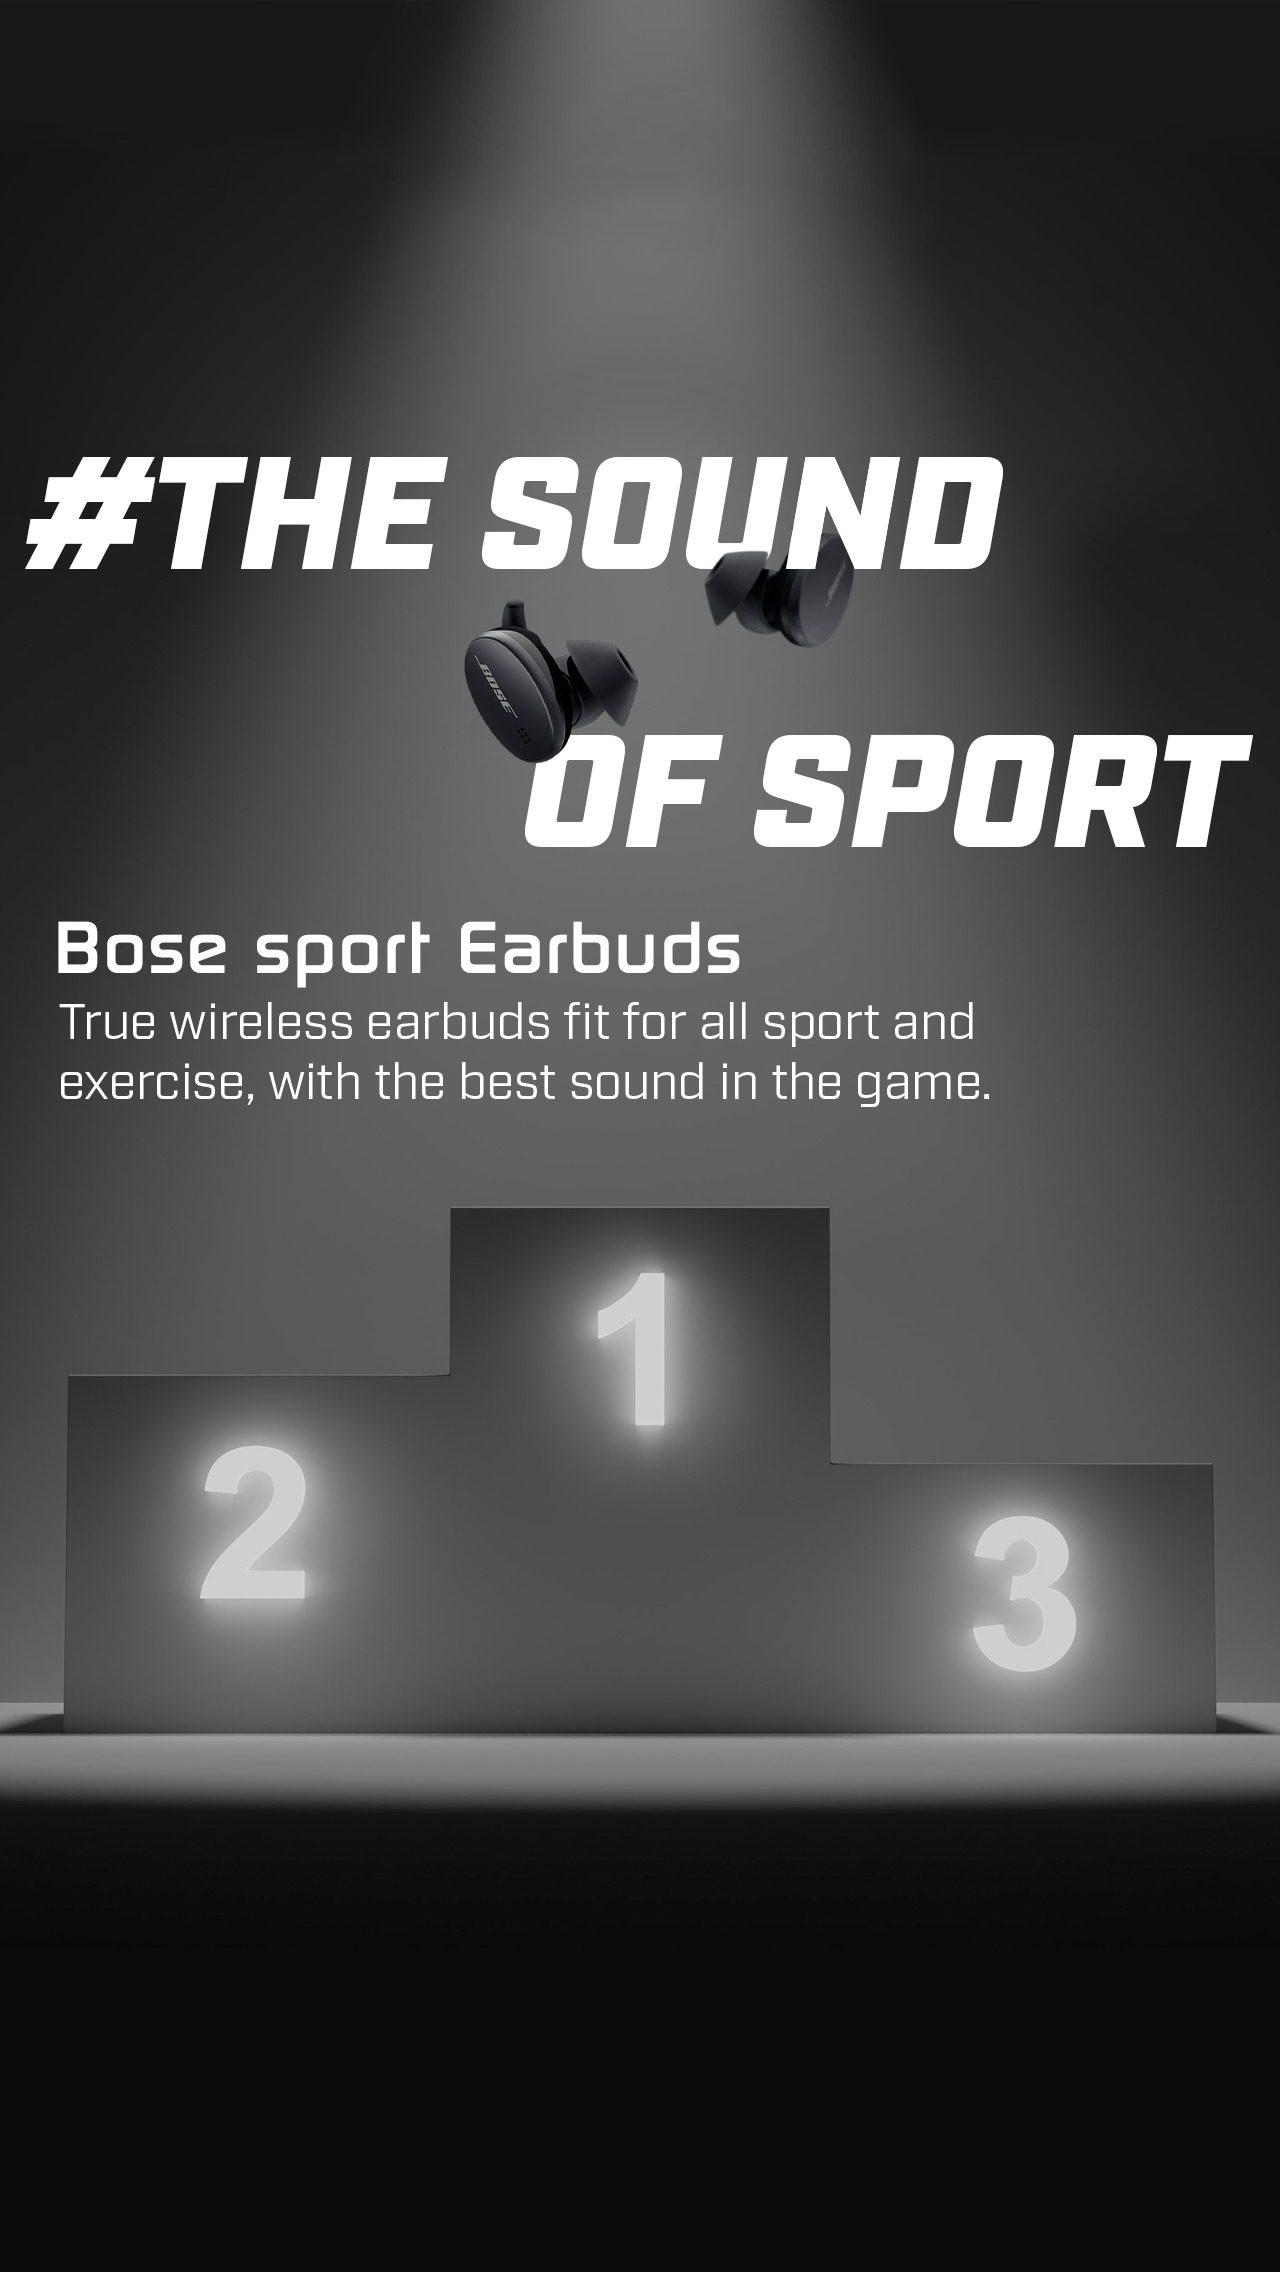 #THE SOUND
BOSE
OF SPORT
Bose sport Earbuds
True wireless earbuds fit for all sport and
exercise, with the best sound in the game.
1
2
3